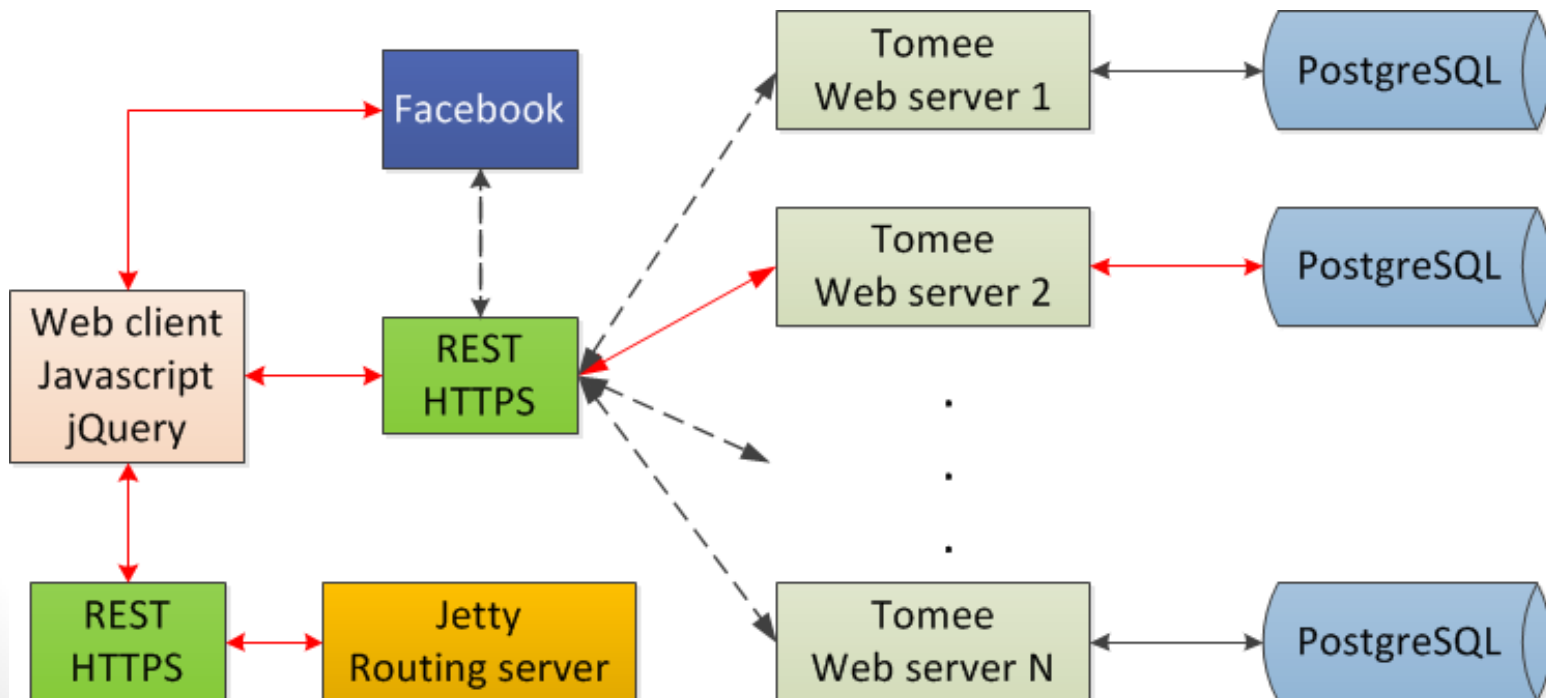 Facebook
Tomee
Web server 1
PostgreSQL
Tomee
Web server 2
PostgreSQL
Web client
Javascript
jQuery
REST
HTTPS
.
.
.
REST
HTTPS
Jetty
Routing server
Tomee
Web server N
PostgreSQL